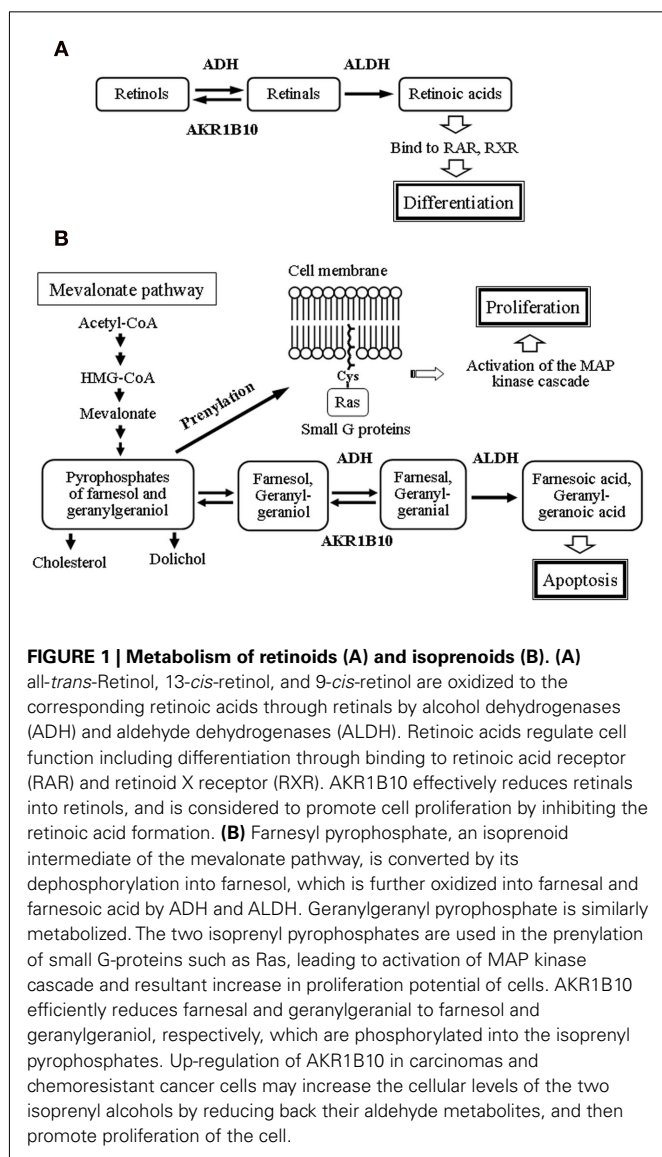 A
ADH
ALDH
Retinols
Retinals
Retinoic acids
AKR1B10
Bind to RAR, RXR
Differentiation
B
Cell membrane
Mevalonate pathway
Proliferation
Acetyl-CoA
HMG-CoA
Mevalonate
Prenylation
Cys
Ras
Small G proteins
Activation of the MAP
kinase cascade
ADH
ALDH
Pyrophosphates
of farnesol and
geranylgeraniol
Farnesol,
Geranyl-
geraniol
Farnesal,
Geranyl-
geranial
Farnesoic acid,
Geranyl-
geranoic acid
AKR1B10
Cholesterol
Dolichol
Apoptosis
FIGURE 1 | Metabolism of retinoids (A) and isoprenoids (B). (A)
all-trans-Retinol, 13-cis-retinol, and 9-cis-retinol are oxidized to the
corresponding retinoic acids through retinals by alcohol dehydrogenases
(ADH) and aldehyde dehydrogenases (ALDH). Retinoic acids regulate cell
function including differentiation through binding to retinoic acid receptor
(RAR) and retinoid X receptor (RXR). AKR1B10 effectively reduces retinals
into retinols, and is considered to promote cell proliferation by inhibiting the
retinoic acid formation. (B) Farnesyl pyrophosphate, an isoprenoid
intermediate of the mevalonate pathway, is converted by its
dephosphorylation into farnesol, which is further oxidized into farnesal and
farnesoic acid by ADH and ALDH. Geranylgeranyl pyrophosphate is similarly
metabolized. The two isoprenyl pyrophosphates are used in the prenylation
of small G-proteins such as Ras, leading to activation of MAP kinase
cascade and resultant increase in proliferation potential of cells. AKR1B10
efficiently reduces farnesal and geranylgeranial to farnesol and
geranylgeraniol, respectively, which are phosphorylated into the isoprenyl
pyrophosphates. Up-regulation of AKR1B10 in carcinomas and
chemoresistant cancer cells may increase the cellular levels of the two
isoprenyl alcohols by reducing back their aldehyde metabolites, and then
promote proliferation of the cell.